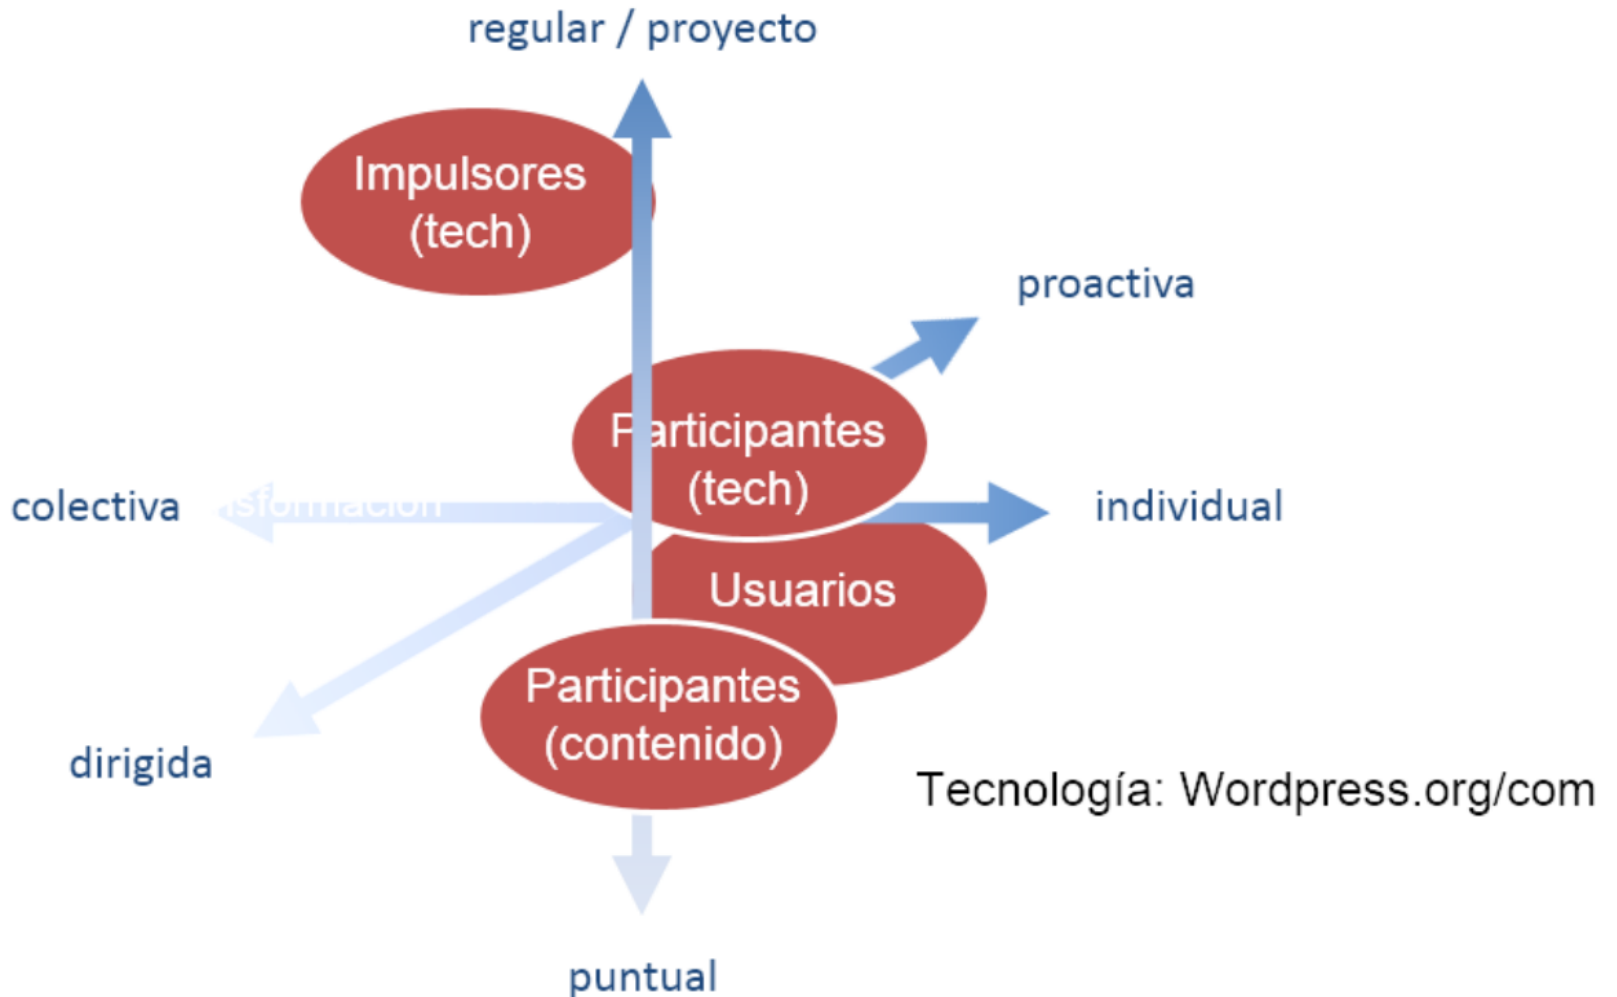 regular / proyecto
Impulsores
(tech)
proactiva
Participantes
(tech)
colectiva
individual
Usuarios
Participantes
(contenido)
dirigida
Tecnología: Wordpress.org/com
puntual